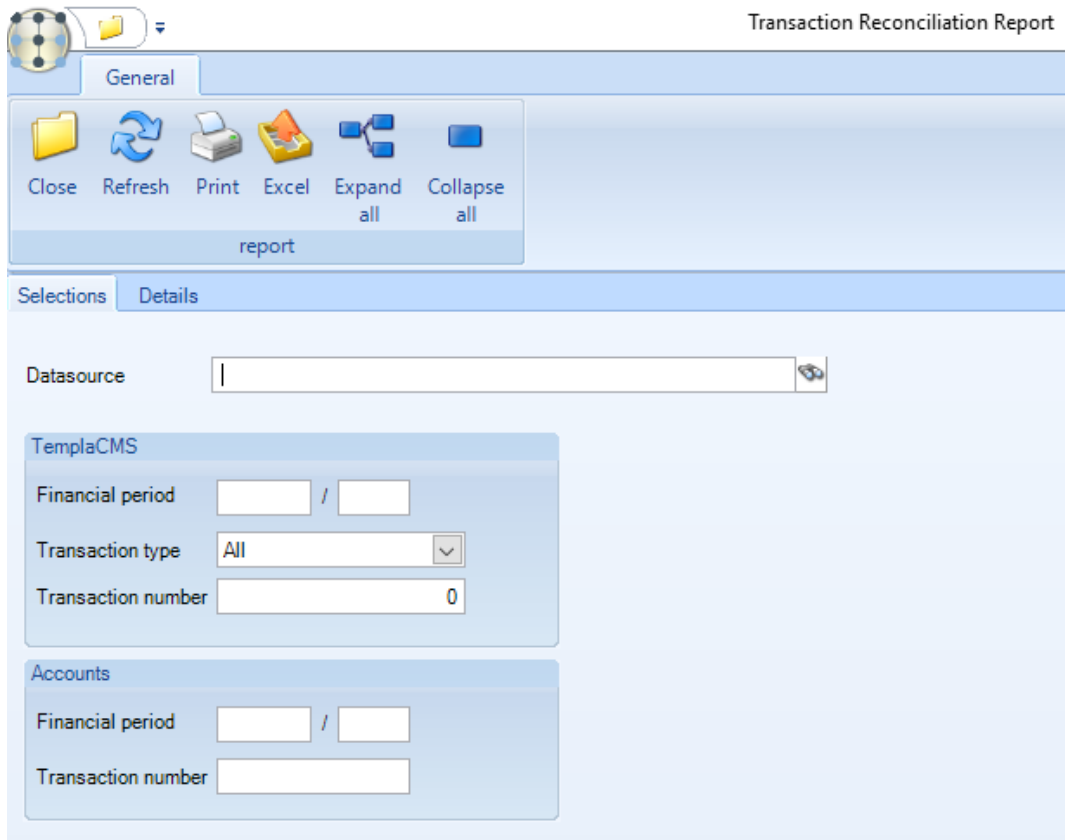 Transaction Reconciliation Report
General
Close Refresh Print Excel Expand all Collapse all
report
Selections Details
Datasource
TemplaCMS
Financial period /
Transaction type All
Transaction number 0
Accounts
Financial period /
Transaction number